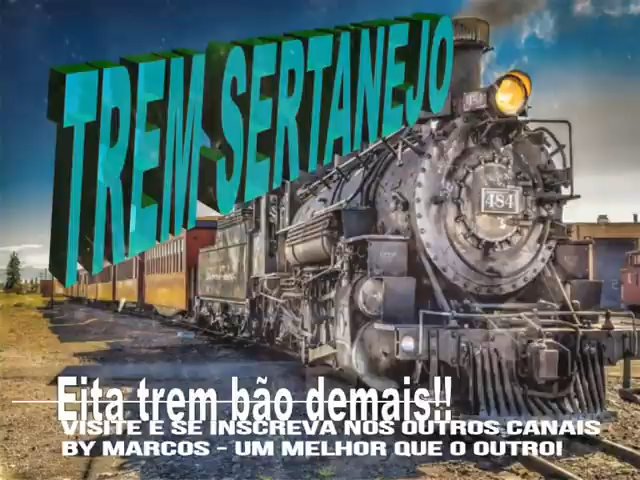 TREM SERTANEJO
484
Eita trem bão demais!!
VISITE E SE INSCREVA NOS OUTROS CANAIS
BY MARCOS - UM MELHOR QUE O OUTRO!